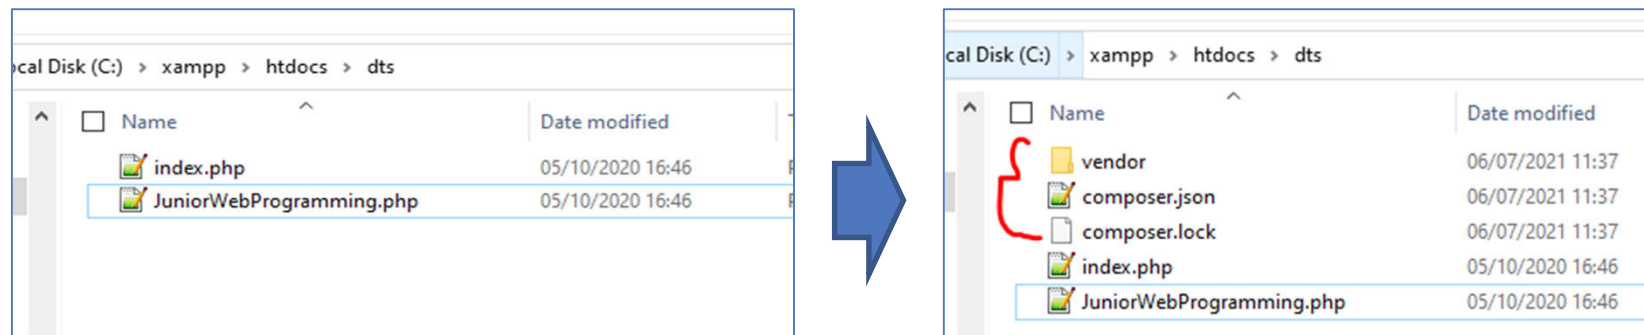 ocal Disk (C:) › xampp › htdocs › dts
Name Date modified
index.php 05/10/2020 16:46
JuniorWebProgramming.php 05/10/2020 16:46
cal Disk (C:) › xampp › htdocs › dts
Name Date modified
vendor 06/07/2021 11:37
composer.json 06/07/2021 11:37
composer.lock 06/07/2021 11:37
index.php 05/10/2020 16:46
JuniorWebProgramming.php 05/10/2020 16:46